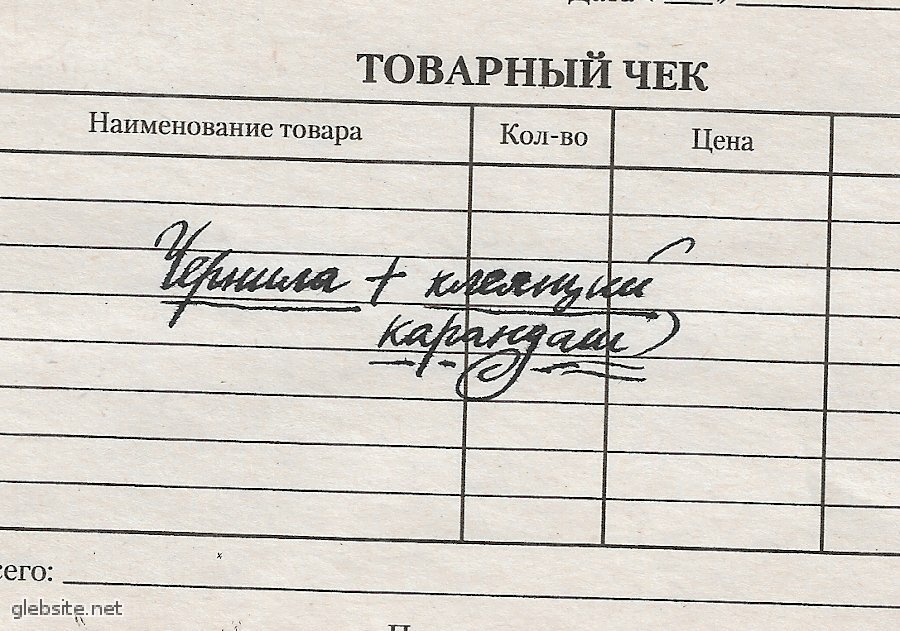 ТОВАРНЫЙ ЧЕК
Наименование товара Кол-во Цена
Чернила + клеящий
карандаш
сего:
glebsite.net